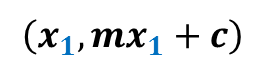 (x₁, mx₁ + c)